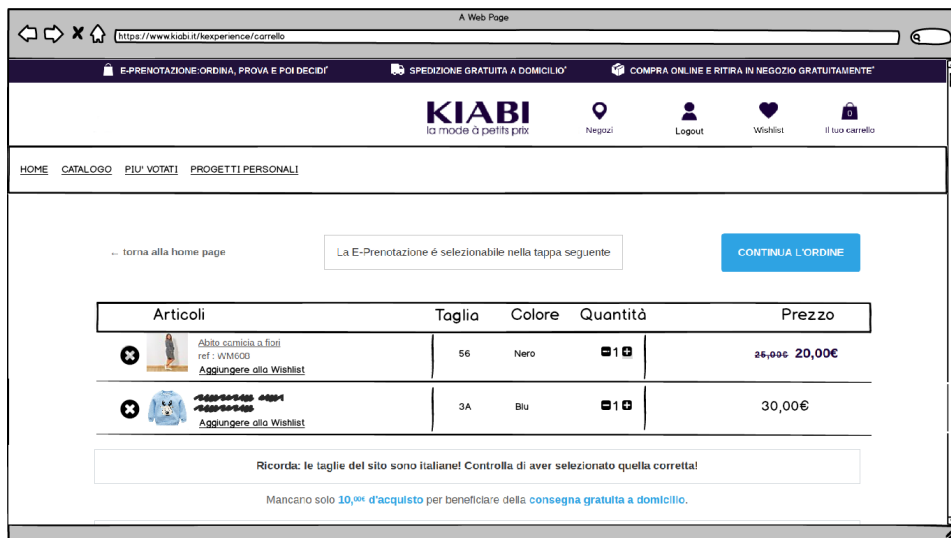 A Web Page
https://www.kiabi.it/kexperience/carrello
E-PRENOTAZIONE:ORDINA, PROVA E POI DECIDI*
SPEDIZIONE GRATUITA A DOMICILIO*
COMPRA ONLINE E RITIRA IN NEGOZIO GRATUITAMENTE*
KIABI
la mode à petits prix
Negozi
Logout
Wishlist
0
Il tuo carrello
HOME CATALOGO PIU' VOTATI PROGETTI PERSONALI
← torna alla home page
La E-Prenotazione é selezionabile nella tappa seguente
CONTINUA L'ORDINE
Articoli Taglia Colore Quantità Prezzo
Abito camicia a fiori
ref : WM608
Aggiungere alla Wishlist
56 Nero 1 25,00€ 20,00€
Aggiungere alla Wishlist
3A Blu 1 30,00€
Ricorda: le taglie del sito sono italiane! Controlla di aver selezionato quella corretta!
Mancano solo 10,00€ d'acquisto per beneficiare della consegna gratuita a domicilio.